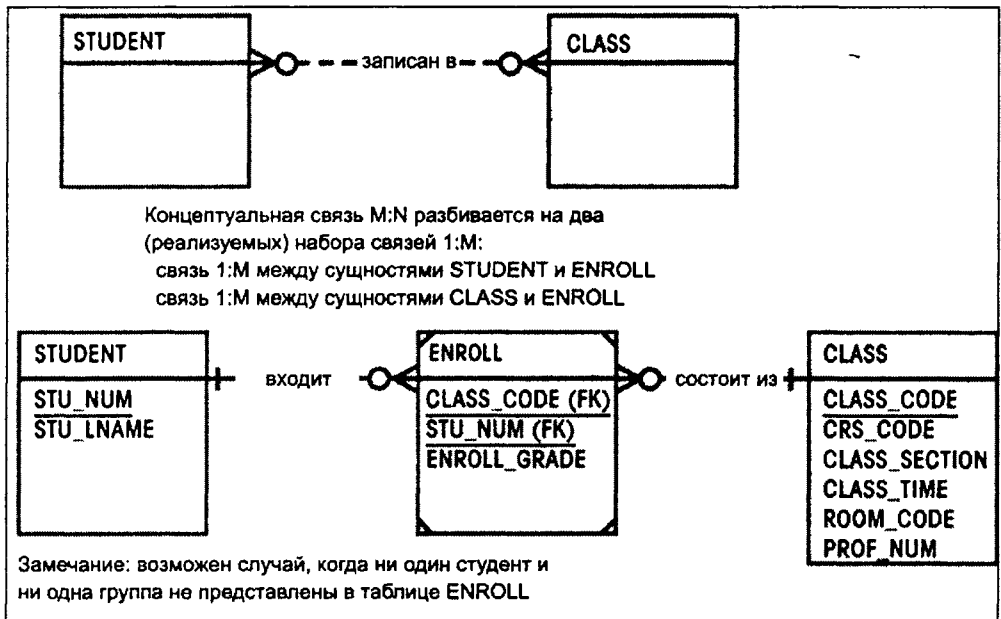 STUDENT
CLASS
записан в
Концептуальная связь M:N разбивается на два
(реализуемых) набора связей 1:M:
связь 1:M между сущностями STUDENT и ENROLL
связь 1:M между сущностями CLASS и ENROLL
STUDENT
STU_NUM
STU_LNAME
входит
ENROLL
CLASS_CODE (FK)
STU_NUM (FK)
ENROLL_GRADE
состоит из
CLASS
CLASS_CODE
CRS_CODE
CLASS_SECTION
CLASS_TIME
ROOM_CODE
PROF_NUM
Замечание: возможен случай, когда ни один студент и
ни одна группа не представлены в таблице ENROLL